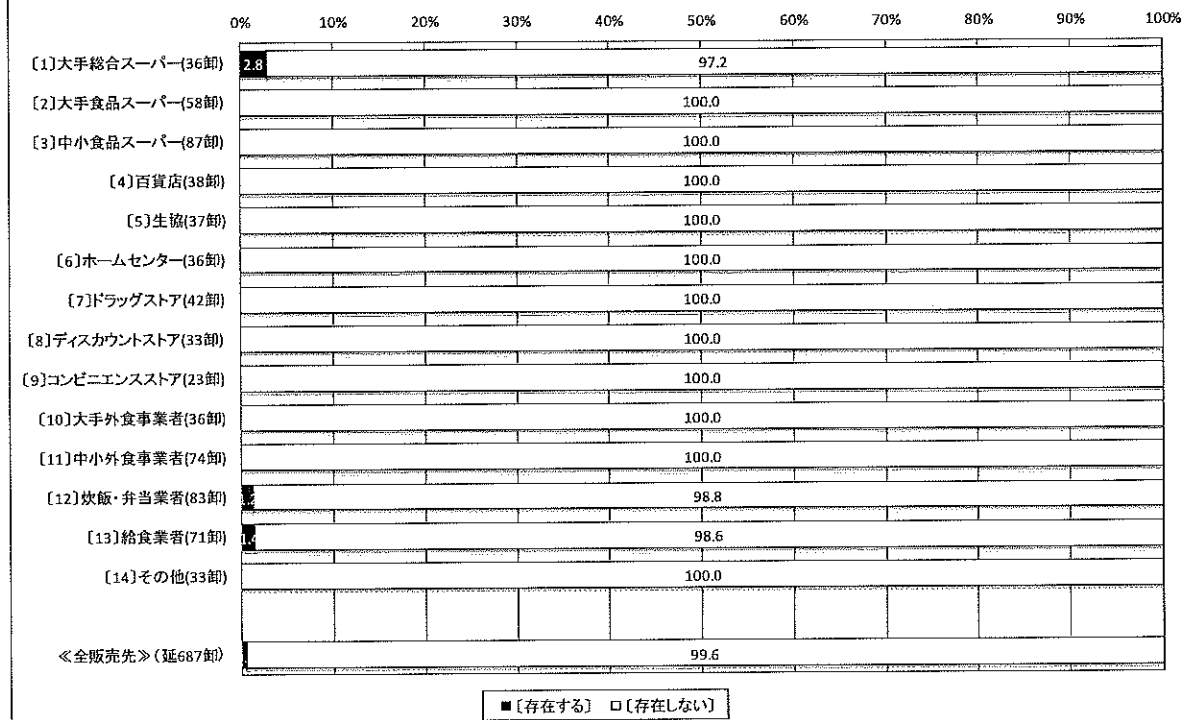 0% 10% 20% 30% 40% 50% 60% 70% 80% 90% 100%
〔1〕大手総合スーパー(36卸) 2.8 97.2
〔2〕大手食品スーパー(58卸) 100.0
〔3〕中小食品スーパー(87卸) 100.0
〔4〕百貨店(38卸) 100.0
〔5〕生協(37卸) 100.0
〔6〕ホームセンター(36卸) 100.0
〔7〕ドラッグストア(42卸) 100.0
〔8〕ディスカウントストア(33卸) 100.0
〔9〕コンビニエンスストア(23卸) 100.0
〔10〕大手外食事業者(36卸) 100.0
〔11〕中小外食事業者(74卸) 100.0
〔12〕炊飯・弁当業者(83卸) 98.8
〔13〕給食業者(71卸) 1.4 98.6
〔14〕その他(33卸) 100.0
≪全販売先≫(延687卸) 99.6
■〔存在する〕 □〔存在しない〕